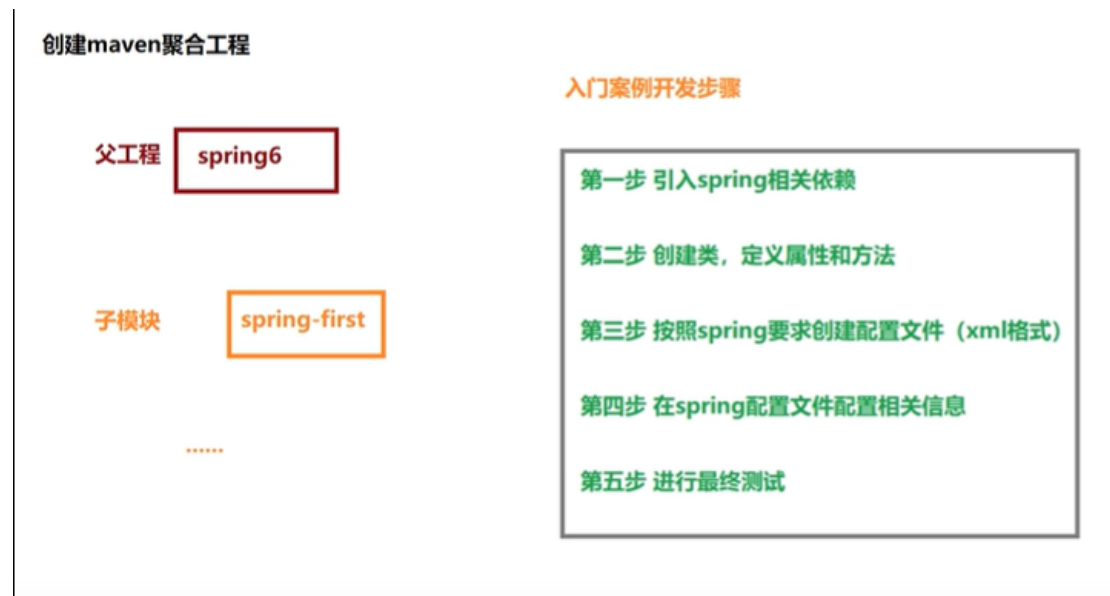 创建maven聚合工程
父工程
spring6
子模块
spring-first
......
入门案例开发步骤
第一步 引入spring相关依赖
第二步 创建类，定义属性和方法
第三步 按照spring要求创建配置文件（xml格式）
第四步 在spring配置文件配置相关信息
第五步 进行最终测试